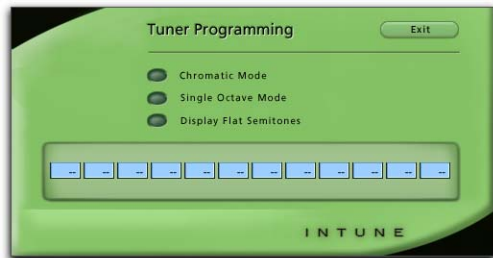 Tuner Programming
Exit
Chromatic Mode
Single Octave Mode
Display Flat Semitones
-- -- -- -- -- -- -- -- -- -- -- --
INTUNE